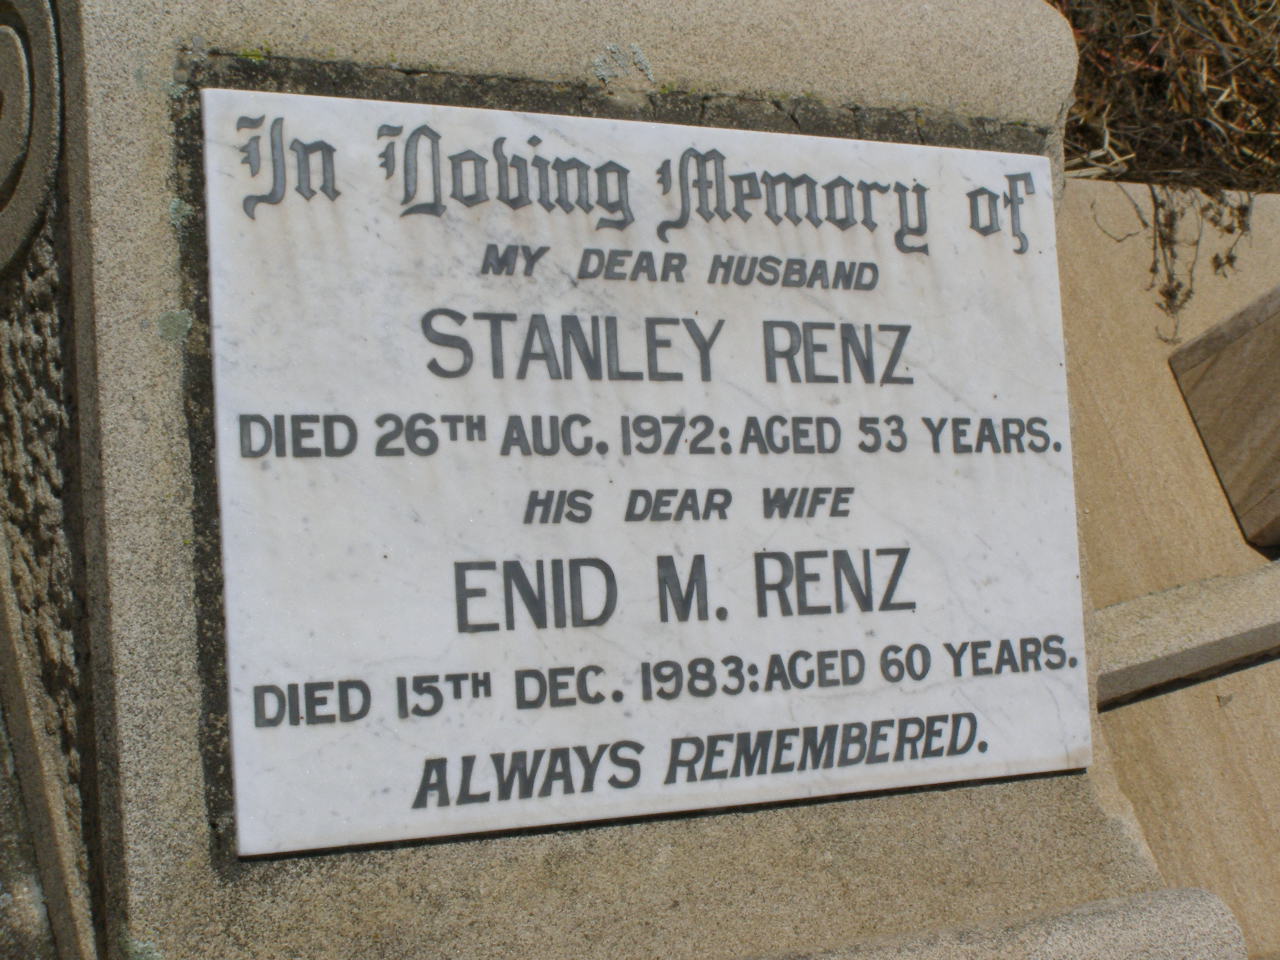 In Loving Memory of
MY DEAR HUSBAND
STANLEY RENZ
DIED 26TH AUG. 1972: AGED 53 YEARS.
HIS DEAR WIFE
ENID M. RENZ
DIED 15TH DEC. 1983: AGED 60 YEARS.
ALWAYS REMEMBERED.